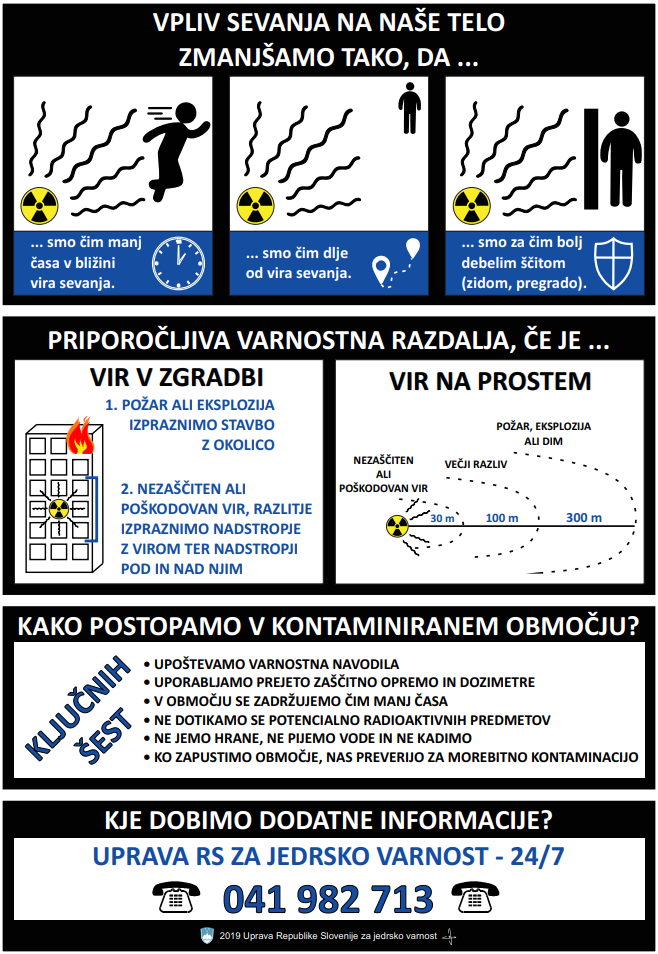 VPLIV SEVANJA NA NAŠE TELO
ZMANJŠAMO TAKO, DA ...
... smo čim manj
časa v bližini
vira sevanja.
... smo čim dlje
od vira sevanja.
... smo za čim bolj
debelim ščitom
(zidom, pregrado).
PRIPOROČLJIVA VARNOSTNA RAZDALJA, ČE JE ...
VIR V ZGRADBI
1. POŽAR ALI EKSPLOZIJA
IZPRAZNIMO STAVBO
Z OKOLICO
2. NEZAŠČITEN ALI
POŠKODOVAN VIR, RAZLITJE
IZPRAZNIMO NADSTROPJE
Z VIROM TER NADSTROPJI
POD IN NAD NJIM
VIR NA PROSTEM
POŽAR, EKSPLOZIJA
ALI DIM
NEZAŠČITEN
ALI
POŠKODOVAN VIR
VEČJI RAZLIV
30 m
100 m
300 m
KAKO POSTOPAMO V KONTAMINIRANEM OBMOČJU?
KLJUČNIH
ŠEST
• UPOŠTEVAMO VARNOSTNA NAVODILA
• UPORABLJAMO PREJETO ZAŠČITNO OPREMO IN DOZIMETRE
• V OBMOČJU SE ZADRŽUJEMO ČIM MANJ ČASA
• NE DOTIKAMO SE POTENCIALNO RADIOAKTIVNIH PREDMETOV
• NE JEMO HRANE, NE PIJEMO VODE IN NE KADIMO
• KO ZAPUSTIMO OBMOČJE, NAS PREVERIJO ZA MOREBITNO KONTAMINACIJO
KJE DOBIMO DODATNE INFORMACIJE?
UPRAVA RS ZA JEDRSKO VARNOST - 24/7
041 982 713
2019 Uprava Republike Slovenije za jedrsko varnost